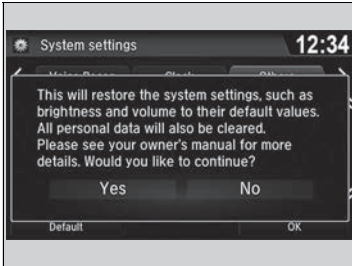 System settings
12:34
Clock
Others
This will restore the system settings, such as
brightness and volume to their default values.
All personal data will also be cleared.
Please see your owner's manual for more
details. Would you like to continue?
Yes
No
Default
OK